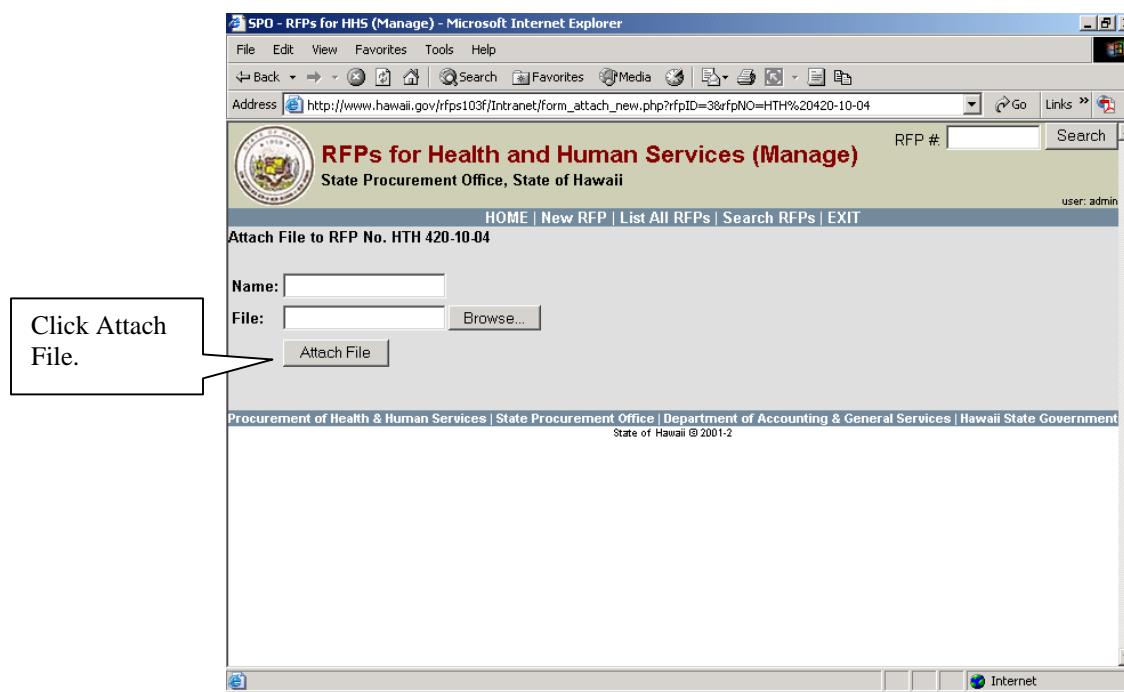 SPO - RFPs for HHS (Manage) - Microsoft Internet Explorer
File Edit View Favorites Tools Help
Back Search Favorites Media
Address http://www.hawaii.gov/rfps103f/Intranet/form_attach_new.php?rfpID=3&rfpNO=HTH%20420-10-04 Go Links »
RFP #: Search
RFPs for Health and Human Services (Manage)
State Procurement Office, State of Hawaii
user: admin
HOME | New RFP | List All RFPs | Search RFPs | EXIT
Attach File to RFP No. HTH 420-10-04
Name:
File: Browse...
Attach File
Click Attach
File.
Procurement of Health & Human Services | State Procurement Office | Department of Accounting & General Services | Hawaii State Government
State of Hawaii © 2001-2
Internet